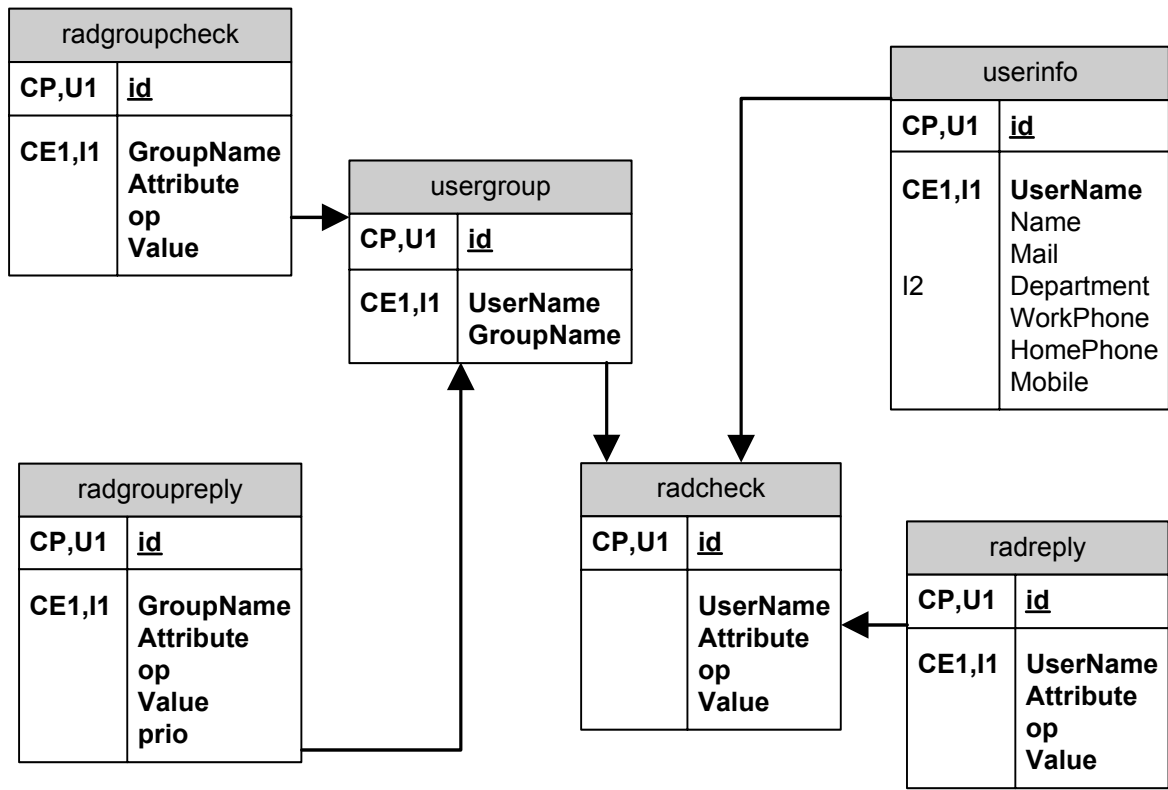 radgroupcheck
CP,U1 id
CE1,I1 GroupName
Attribute
op
Value
usergroup
CP,U1 id
CE1,I1 UserName
GroupName
userinfo
CP,U1 id
CE1,I1 UserName
Name
Mail
I2 Department
WorkPhone
HomePhone
Mobile
radgroupreply
CP,U1 id
CE1,I1 GroupName
Attribute
op
Value
prio
radcheck
CP,U1 id
UserName
Attribute
op
Value
radreply
CP,U1 id
CE1,I1 UserName
Attribute
op
Value